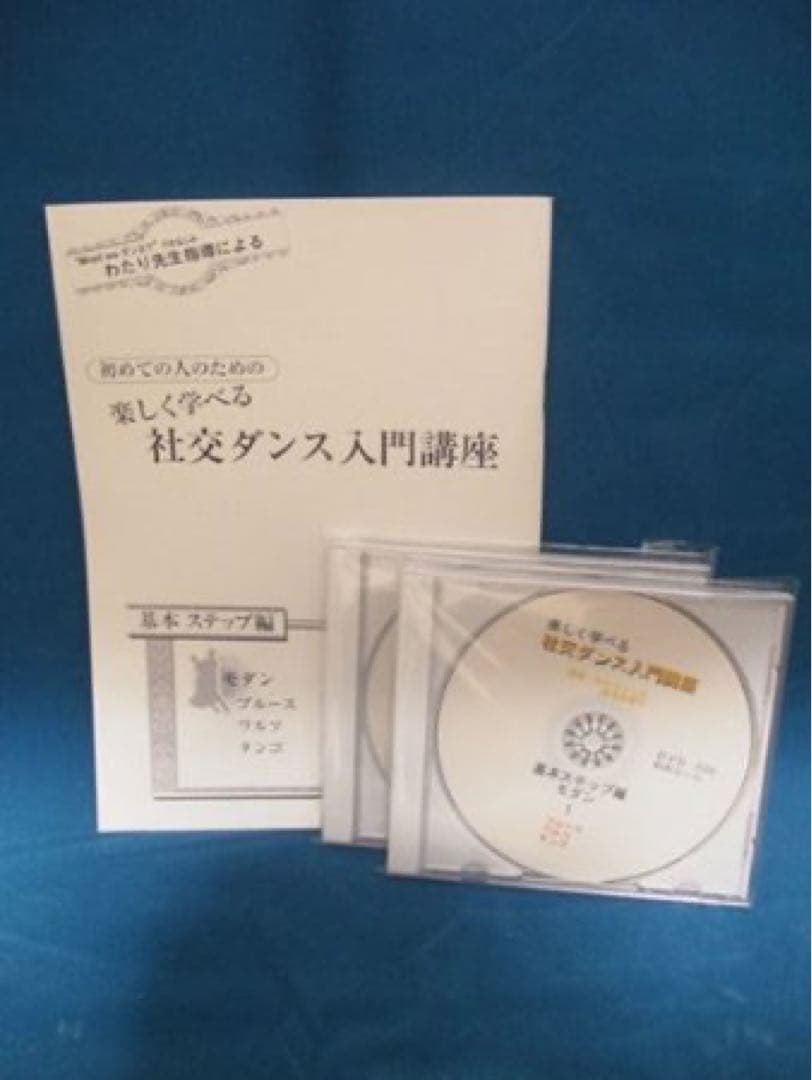 わたり先生指導による
初めての人のための
楽しく学べる
社交ダンス入門講座
基本ステップ編
モダン
ブルース
ワルツ
タンゴ
楽しく学べる
社交ダンス入門講座
基本ステップ編
モダン
1